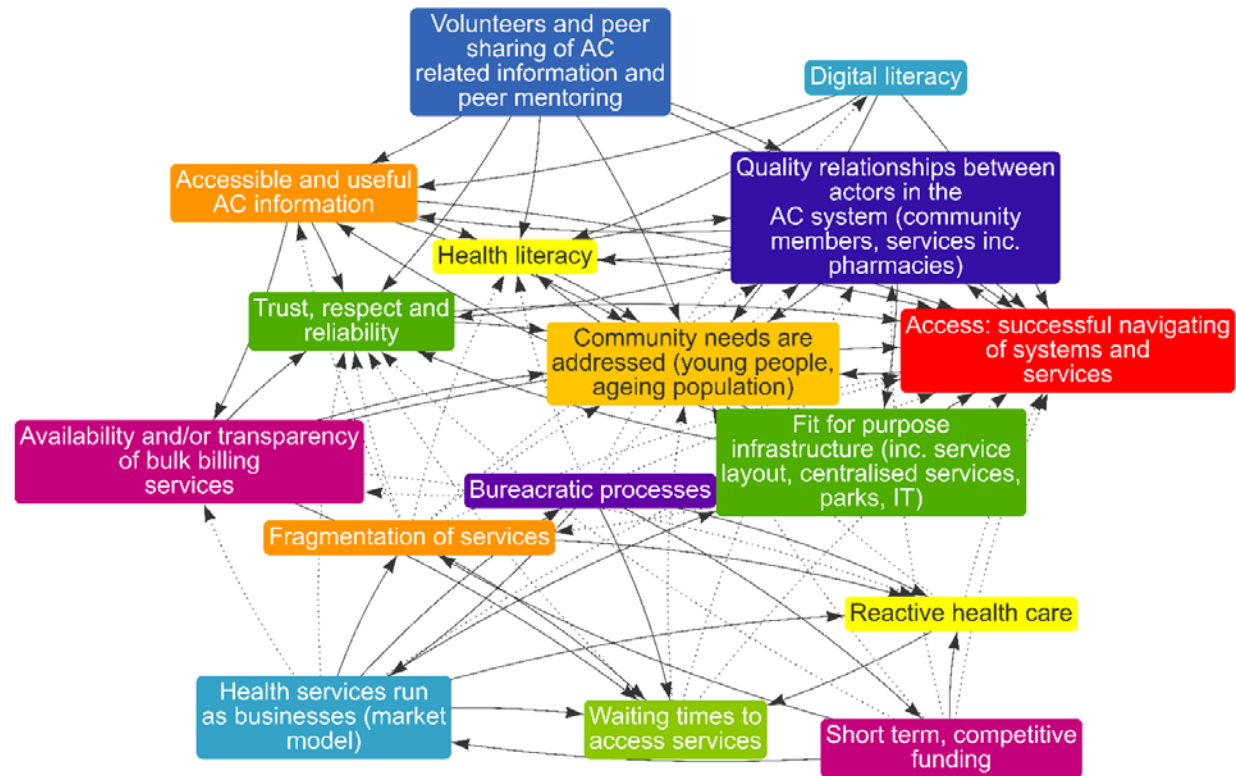 Volunteers and peer
sharing of AC
related information and
peer mentoring
Digital literacy
Accessible and useful
AC information
Quality relationships between
actors in the
AC system (community
members, services inc.
pharmacies)
Health literacy
Trust, respect and
reliability
Community needs are
addressed (young people,
ageing population)
Access: successful navigating
of systems and
services
Availability and/or transparency
of bulk billing
services
Fit for purpose
infrastructure (inc. service
layout, centralised services,
parks, IT)
Bureacratic processes
Fragmentation of services
Reactive health care
Health services run
as businesses (market
model)
Waiting times to
access services
Short term, competitive
funding